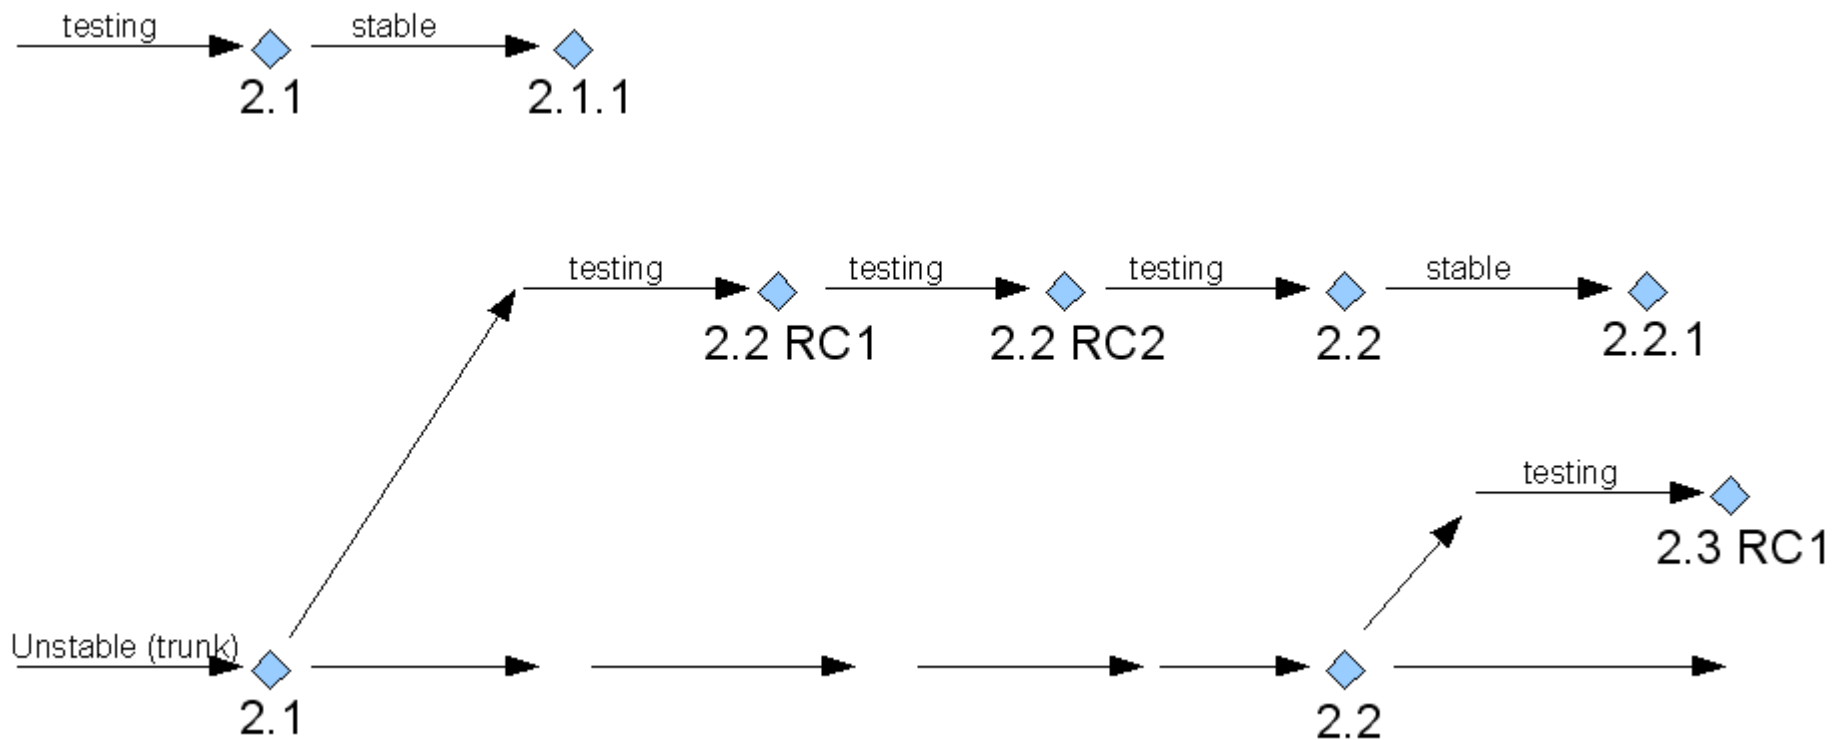 testing
stable
2.1
2.1.1
testing
testing
testing
stable
2.2 RC1
2.2 RC2
2.2
2.2.1
testing
2.3 RC1
Unstable (trunk)
2.1
2.2